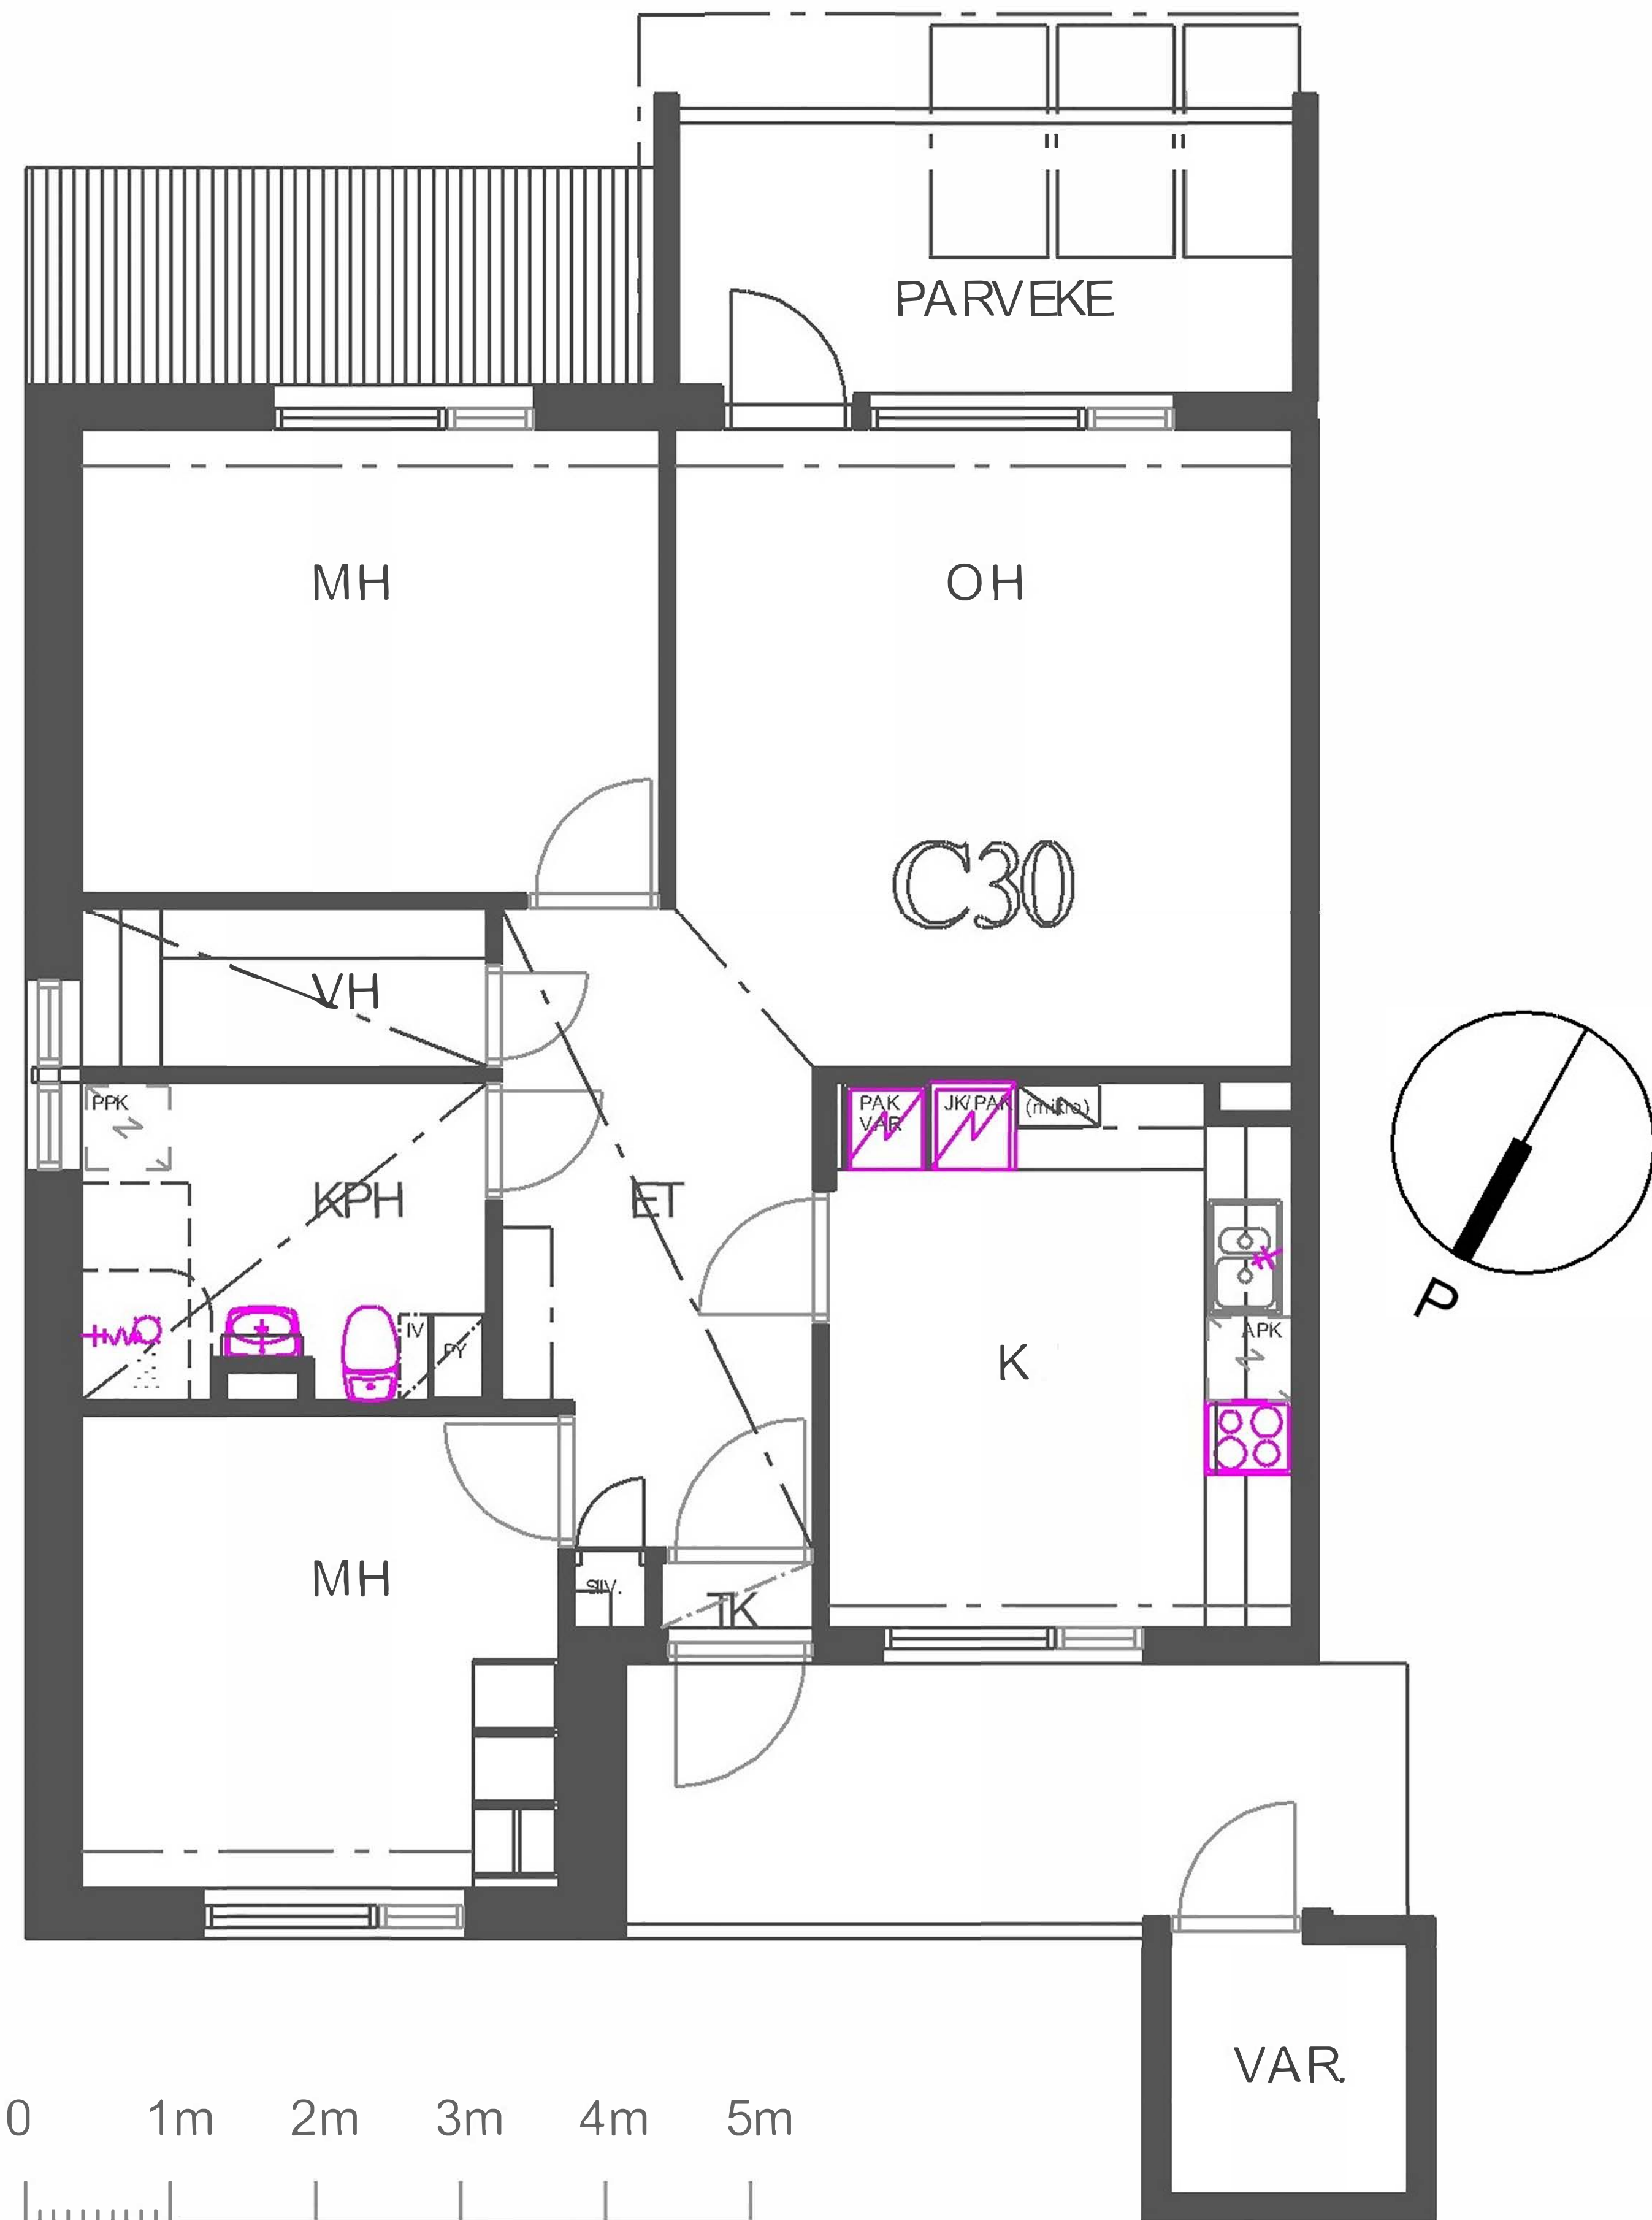 PARVEKE
MH
OH
C30
VH
PPK
PAK
VAR
JK/PAK
(mikro)
KPH
ET
IV
PY
APK
K
P
MH
SIV.
TK
VAR.
0 1m 2m 3m 4m 5m